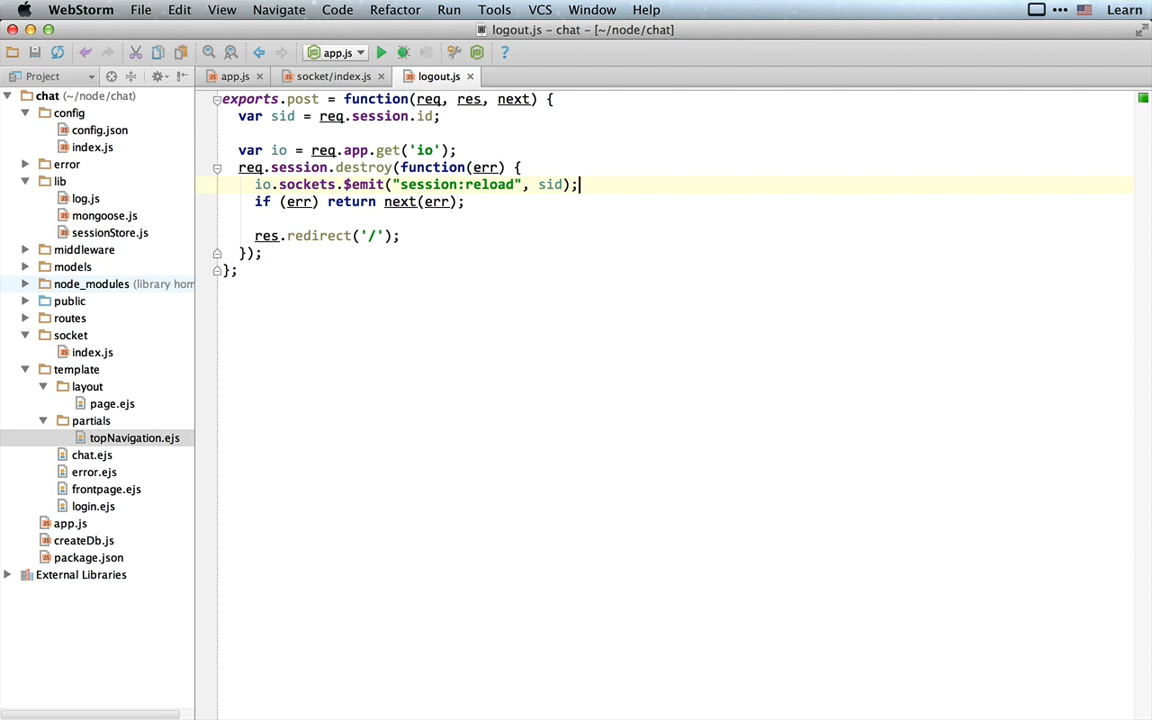 WebStorm File Edit View Navigate Code Refactor Run Tools VCS Window Help Learn
logout.js – chat – [~/node/chat]
app.js
Project
app.js socket/index.js logout.js
chat (~/node/chat)
config
config.json
index.js
error
lib
log.js
mongoose.js
sessionStore.js
middleware
models
node_modules (library hom
public
routes
socket
index.js
template
layout
page.ejs
partials
topNavigation.ejs
chat.ejs
error.ejs
frontpage.ejs
login.ejs
app.js
createDb.js
package.json
External Libraries
exports.post = function(req, res, next) {
var sid = req.session.id;
var io = req.app.get('io');
req.session.destroy(function(err) {
io.sockets.$emit("session:reload", sid);
if (err) return next(err);
res.redirect('/');
});
};